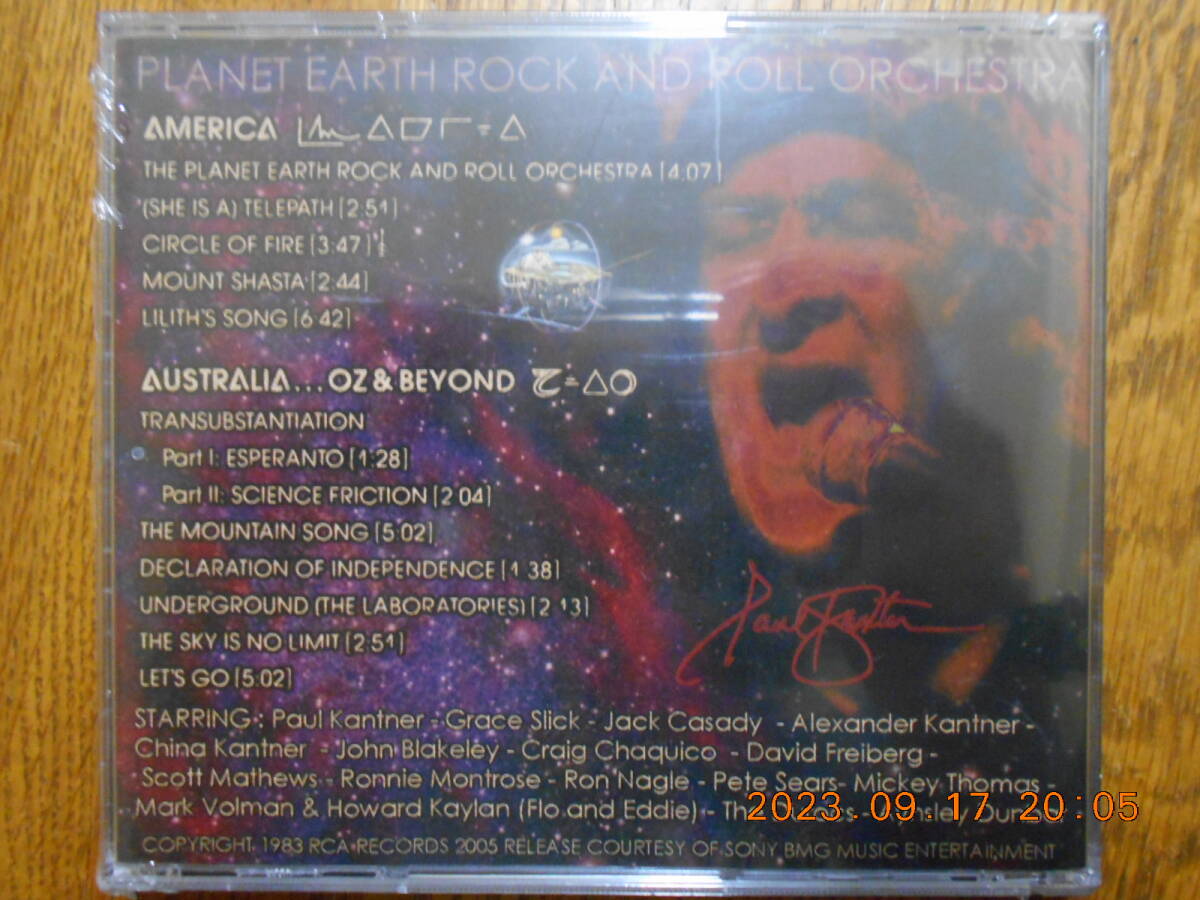 PLANET EARTH ROCK AND ROLL ORCHESTRA
AMERICA
THE PLANET EARTH ROCK AND ROLL ORCHESTRA [4:07]
(SHE IS A) TELEPATH [2:51]
CIRCLE OF FIRE [3:47]
MOUNT SHASTA [2:44]
LILITH'S SONG [6:42]
AUSTRALIA... OZ & BEYOND
TRANSUBSTANTIATION
Part I: ESPERANTO [1:28]
Part II: SCIENCE FRICTION [2:04]
THE MOUNTAIN SONG [5:02]
DECLARATION OF INDEPENDENCE [1:38]
UNDERGROUND (THE LABORATORIES) [2:13]
THE SKY IS NO LIMIT [2:51]
LET'S GO [5:02]
Paul Kantner
STARRING: Paul Kantner - Grace Slick - Jack Casady - Alexander Kantner -
China Kantner - John Blakeley - Craig Chaquico - David Freiberg -
Scott Mathews - Ronnie Montrose - Ron Nagle - Pete Sears - Mickey Thomas -
Mark Volman & Howard Kaylan (Flo and Eddie) -
COPYRIGHT 1983 RCA RECORDS 2005 RELEASE COURTESY OF SONY BMG MUSIC ENTERTAINMENT
2023.09.17 20:05